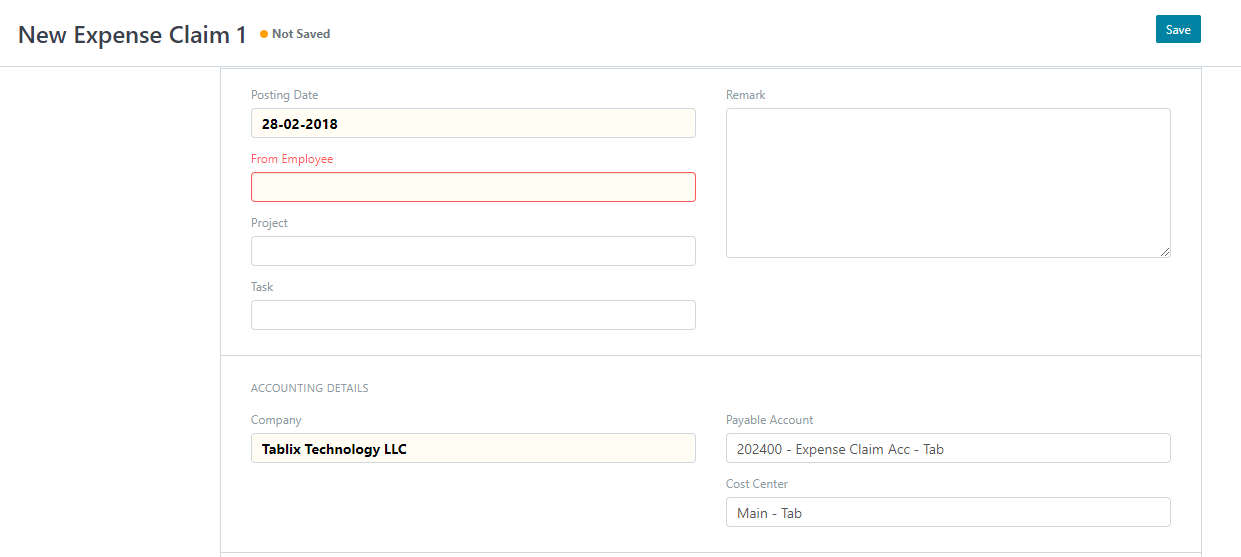 New Expense Claim 1
Not Saved
Save
Posting Date
28-02-2018
From Employee
Project
Task
Remark
ACCOUNTING DETAILS
Company
Tablix Technology LLC
Payable Account
202400 - Expense Claim Acc - Tab
Cost Center
Main - Tab